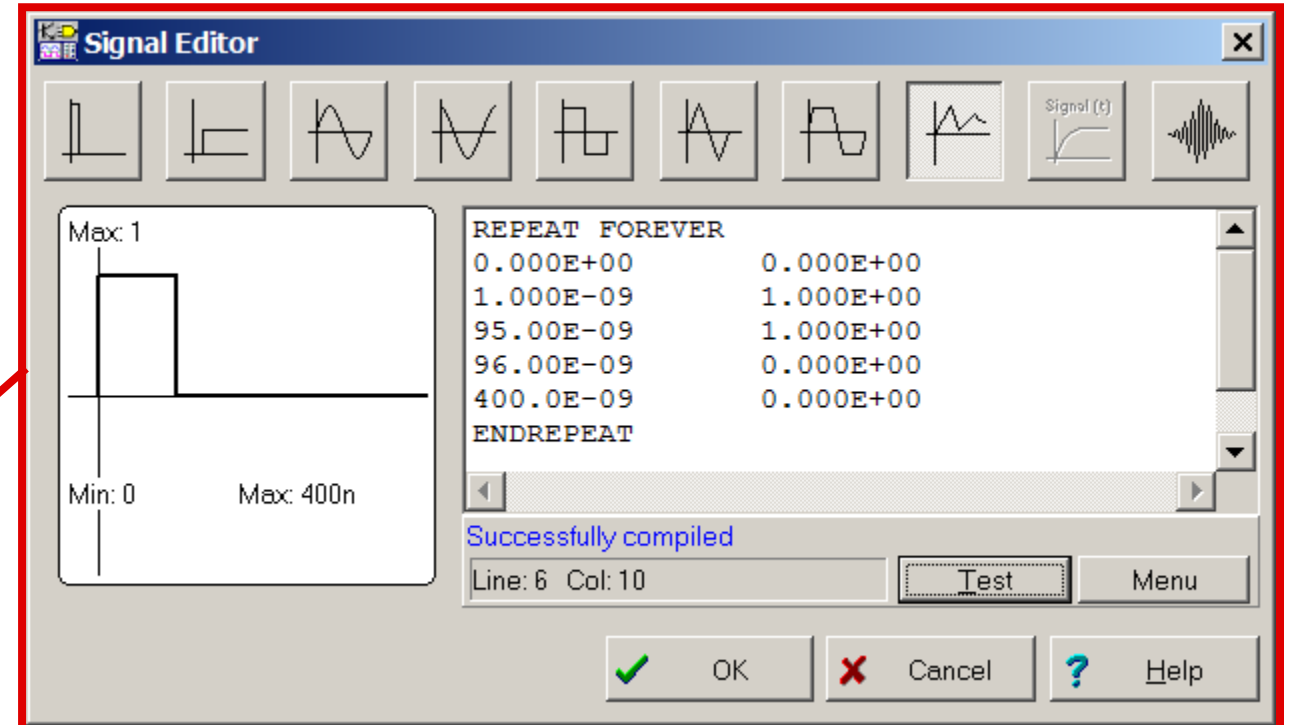 Signal Editor
Signal (t)
Max: 1
Min: 0 Max: 400n
REPEAT FOREVER
0.000E+00 0.000E+00
1.000E-09 1.000E+00
95.00E-09 1.000E+00
96.00E-09 0.000E+00
400.0E-09 0.000E+00
ENDREPEAT
Successfully compiled
Line: 6 Col: 10
Test
Menu
OK
Cancel
? Help